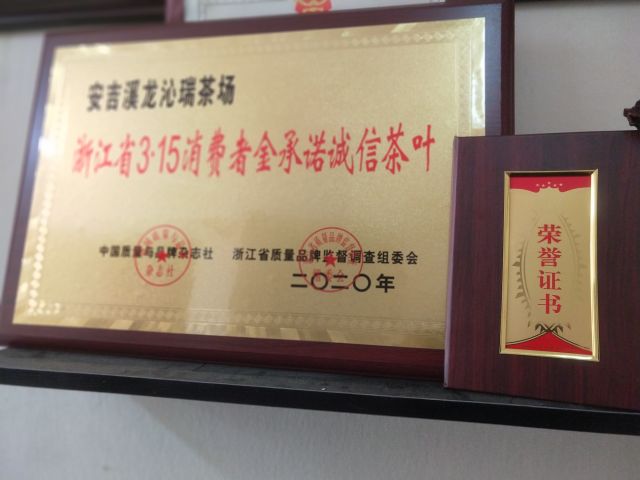 安吉溪龙沁瑞茶场
浙江省3·15消费者金承诺诚信茶叶
中国质量与品牌杂志社 浙江省质量品牌监督调查组委会
二〇二〇年
荣誉证书